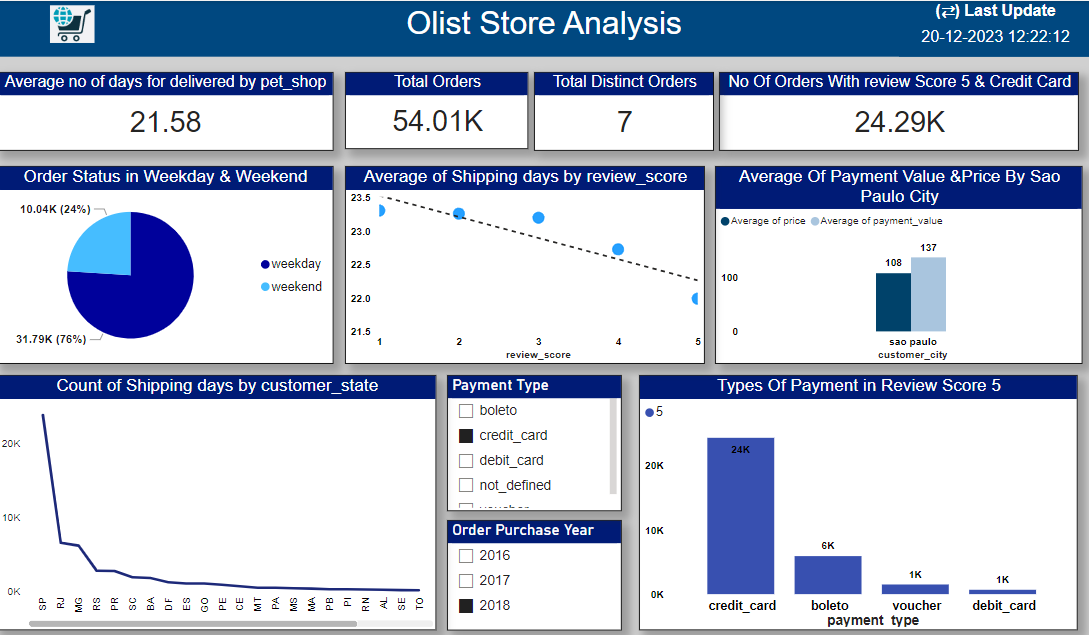 Olist Store Analysis
(⇄) Last Update
20-12-2023 12:22:12
Average no of days for delivered by pet_shop
21.58
Total Orders
54.01K
Total Distinct Orders
7
No Of Orders With review Score 5 & Credit Card
24.29K
Order Status in Weekday & Weekend
10.04K (24%)
weekday
weekend
31.79K (76%)
Average of Shipping days by review_score
23.5
23.0
22.5
22.0
21.5
1 2 3 4 5
review_score
Average Of Payment Value &Price By Sao
Paulo City
Average of price Average of payment_value
137
108
100
0
sao paulo
customer_city
Count of Shipping days by customer_state
20K
10K
0K
SP RJ MG RS PR SC BA DF ES GO PE CE MT PA MS MA PB PI RN AL SE TO
Payment Type
boleto
credit_card
debit_card
not_defined
Order Purchase Year
2016
2017
2018
Types Of Payment in Review Score 5
5
24K
20K
10K
6K
1K
1K
0K
credit_card boleto voucher debit_card
payment_type